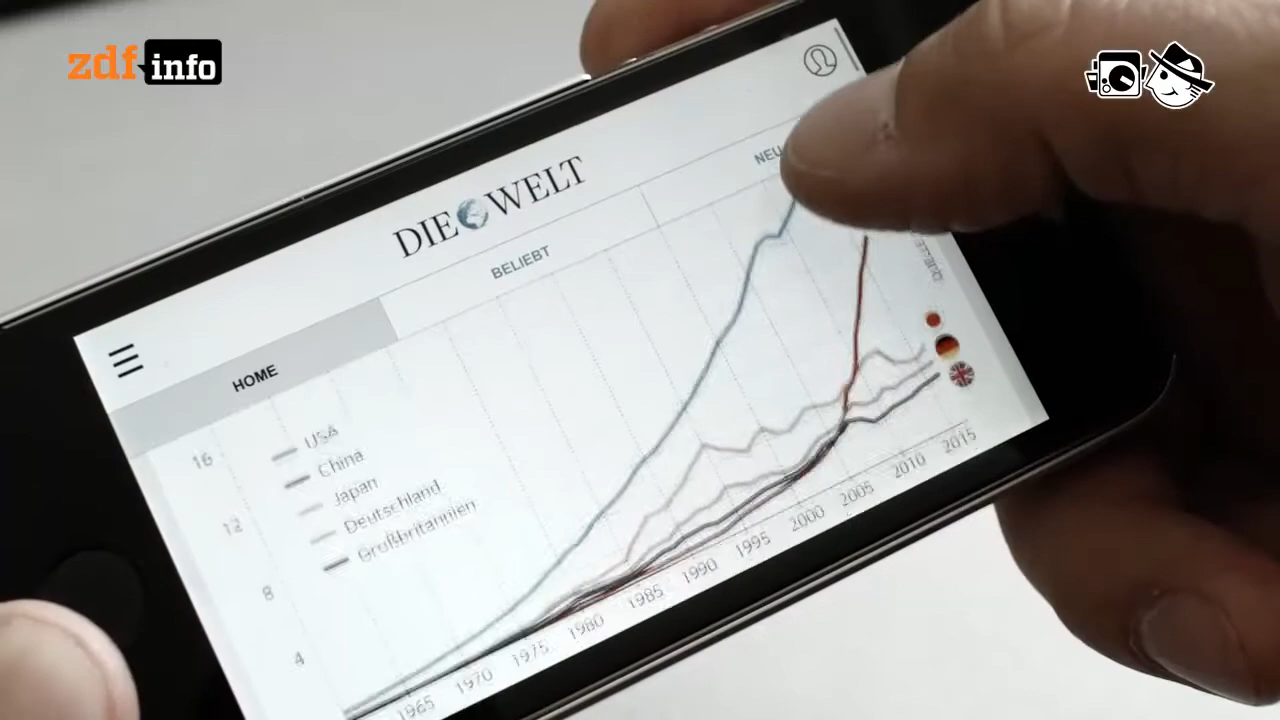 zdf info
DIE WELT
HOME
BELIEBT
NEU
16
12
8
4
USA
China
Japan
Deutschland
Großbritannien
1965
1970
1975
1980
1985
1990
1995
2000
2005
2010
2015